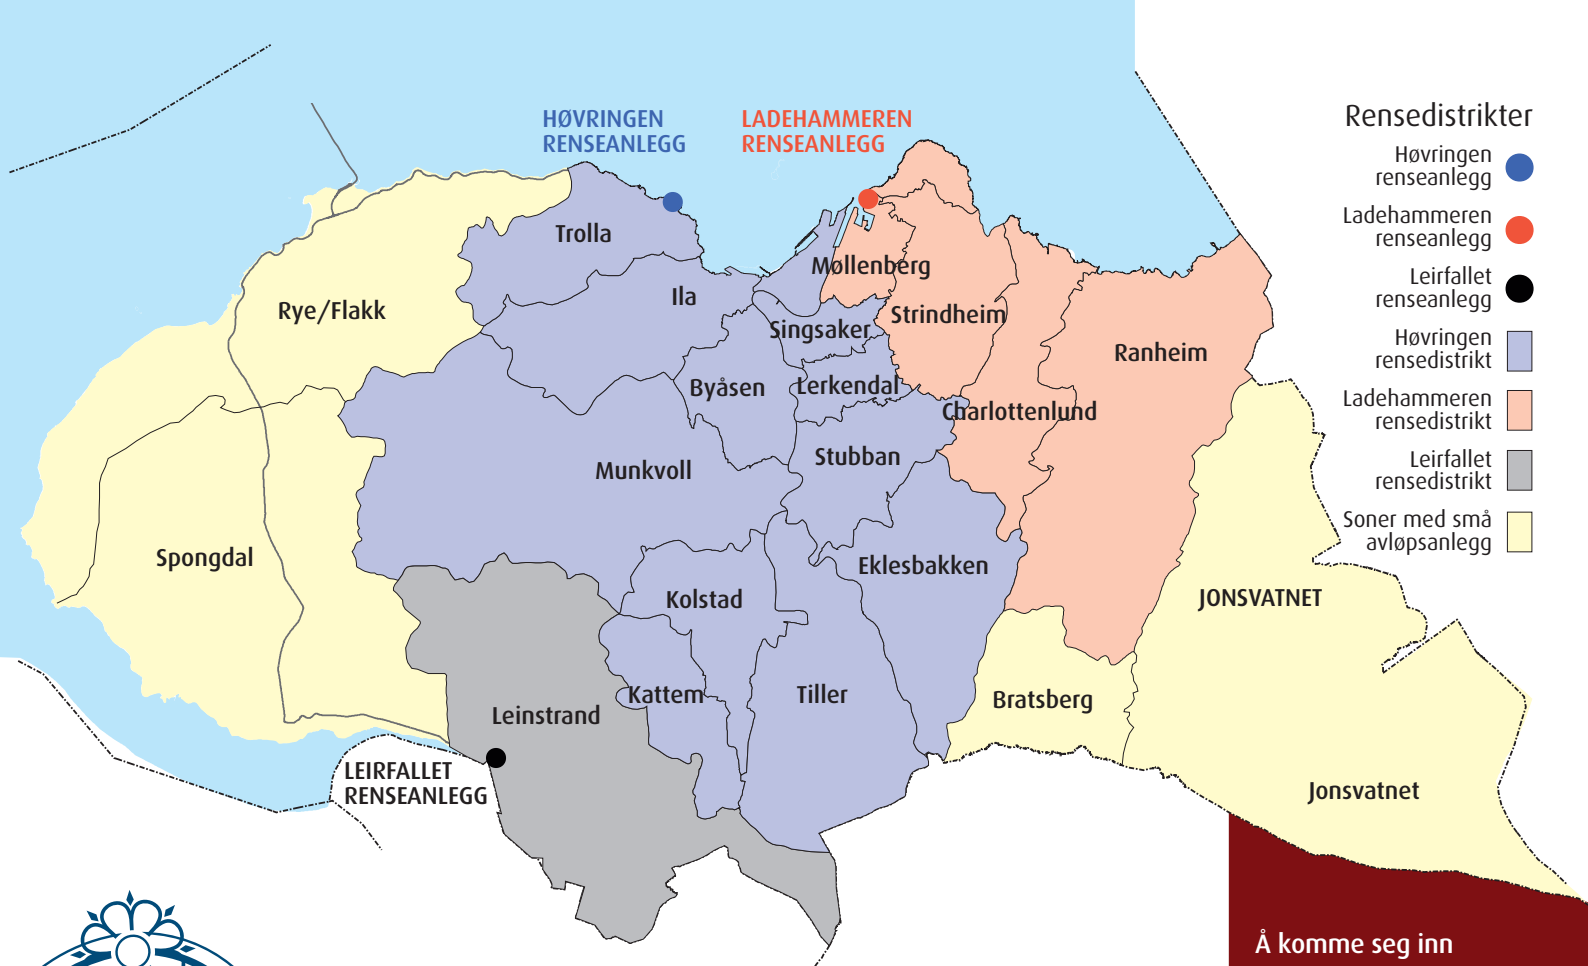 HØVRINGEN
RENSEANLEGG
LADEHAMMEREN
RENSEANLEGG
Rensedistrikter
Høvringen
renseanlegg
Ladehammeren
renseanlegg
Leirfallet
renseanlegg
Høvringen
rensedistrikt
Ladehammeren
rensedistrikt
Leirfallet
rensedistrikt
Soner med små
avløpsanlegg
Trolla
Møllenberg
Ila
Rye/Flakk
Strindheim
Singsaker
Ranheim
Byåsen
Lerkendal
Charlottenlund
Stubban
Munkvoll
Spongdal
Eklesbakken
Kolstad
JONSVATNET
Kattem
Tiller
Bratsberg
Leinstrand
LEIRFALLET
RENSEANLEGG
Jonsvatnet
Å komme seg inn